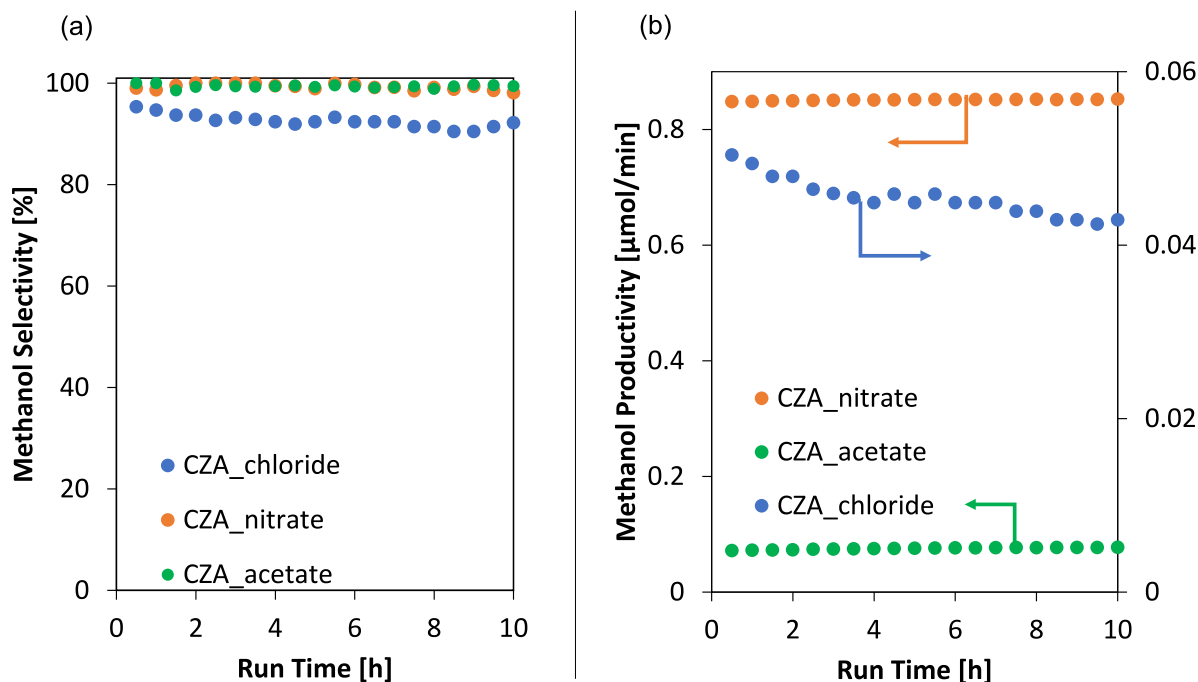 (a)
Methanol Selectivity [%]
100
80
60
40
20
0
0 2 4 6 8 10
Run Time [h]
CZA_chloride
CZA_nitrate
CZA_acetate
(b)
Methanol Productivity [µmol/min]
0.8
0.6
0.4
0.2
0
0.06
0.04
0.02
0
0 2 4 6 8 10
Run Time [h]
CZA_nitrate
CZA_acetate
CZA_chloride